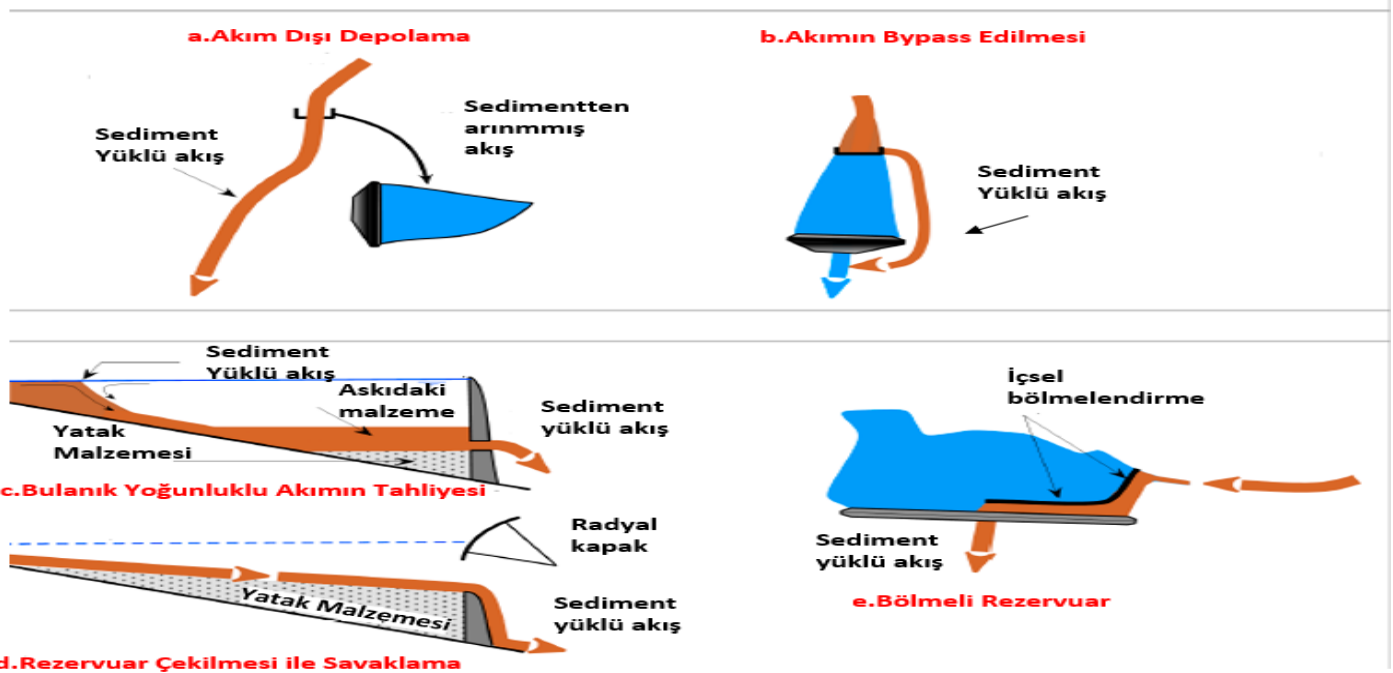 a.Akım Dışı Depolama
Sediment
Yüklü akış
Sedimentten
arınmmış
akış
b.Akımın Bypass Edilmesi
Sediment
Yüklü akış
Sediment
Yüklü akış
Askıdaki
malzeme
Yatak
Malzemesi
Sediment
yüklü akış
c.Bulanık Yoğunluklu Akımın Tahliyesi
Radyal
kapak
Yatak Malzemesi
Sediment
yüklü akış
d.Rezervuar Çekilmesi ile Savaklama
İçsel
bölmelendirme
Sediment
yüklü akış
e.Bölmeli Rezervuar